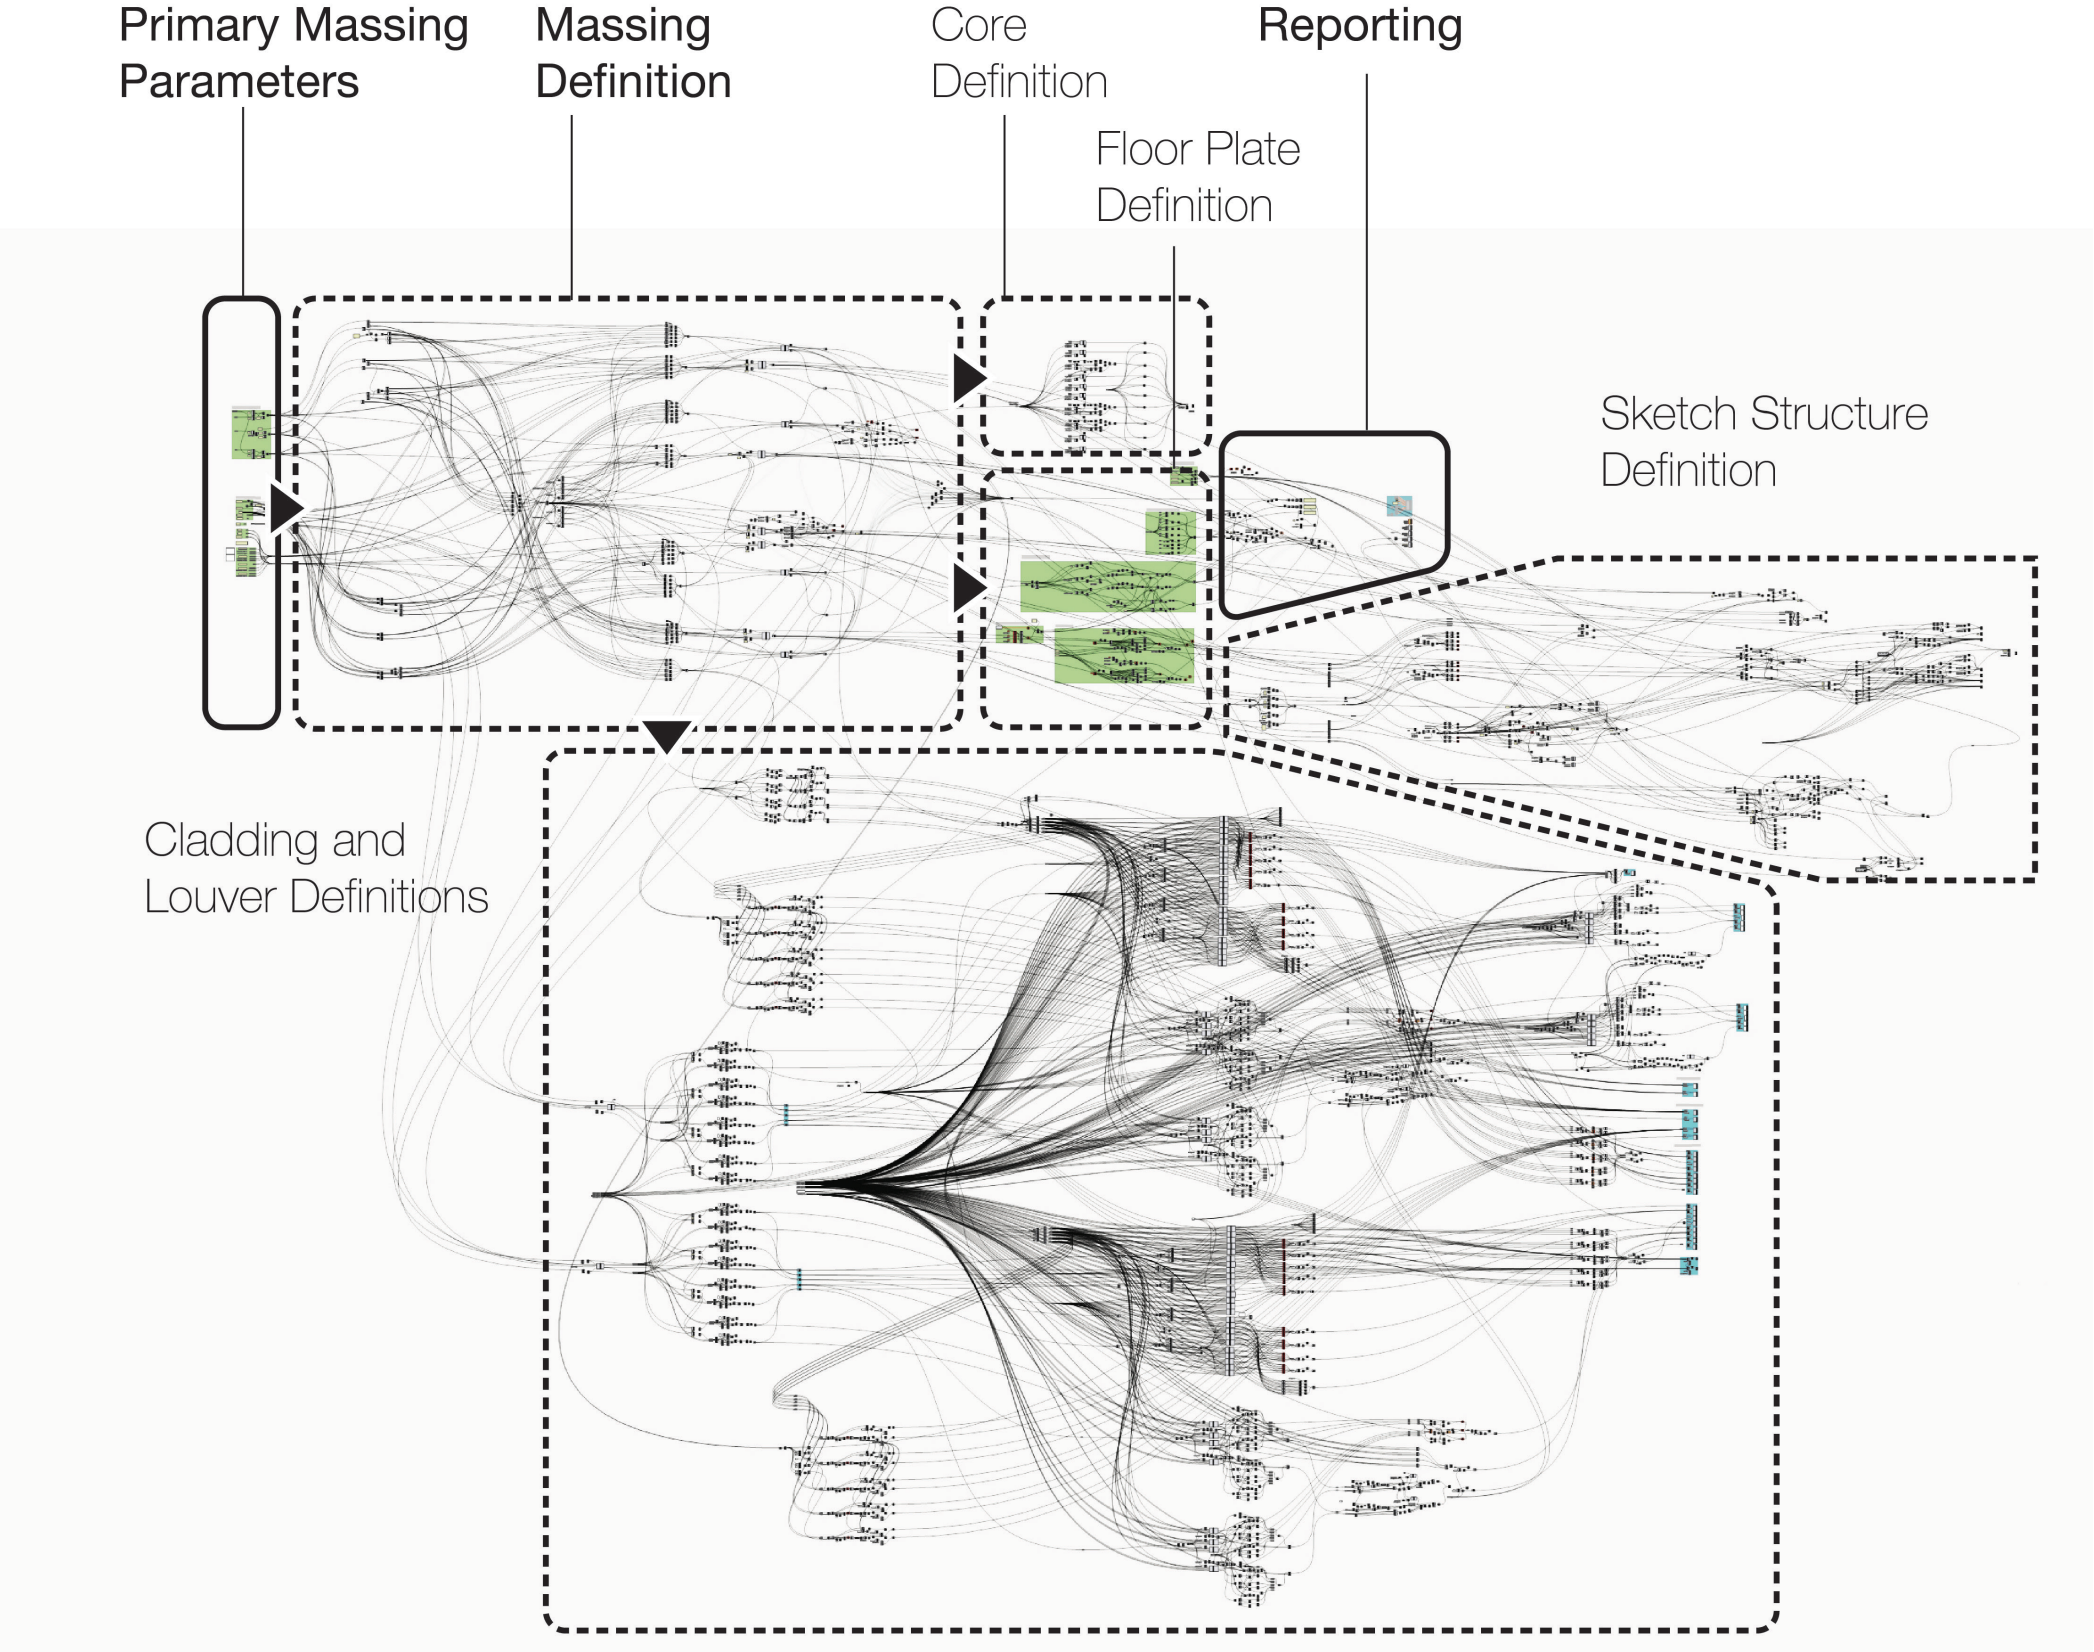 Primary Massing
Parameters
Massing
Definition
Core
Definition
Reporting
Floor Plate
Definition
Sketch Structure
Definition
Cladding and
Louver Definitions